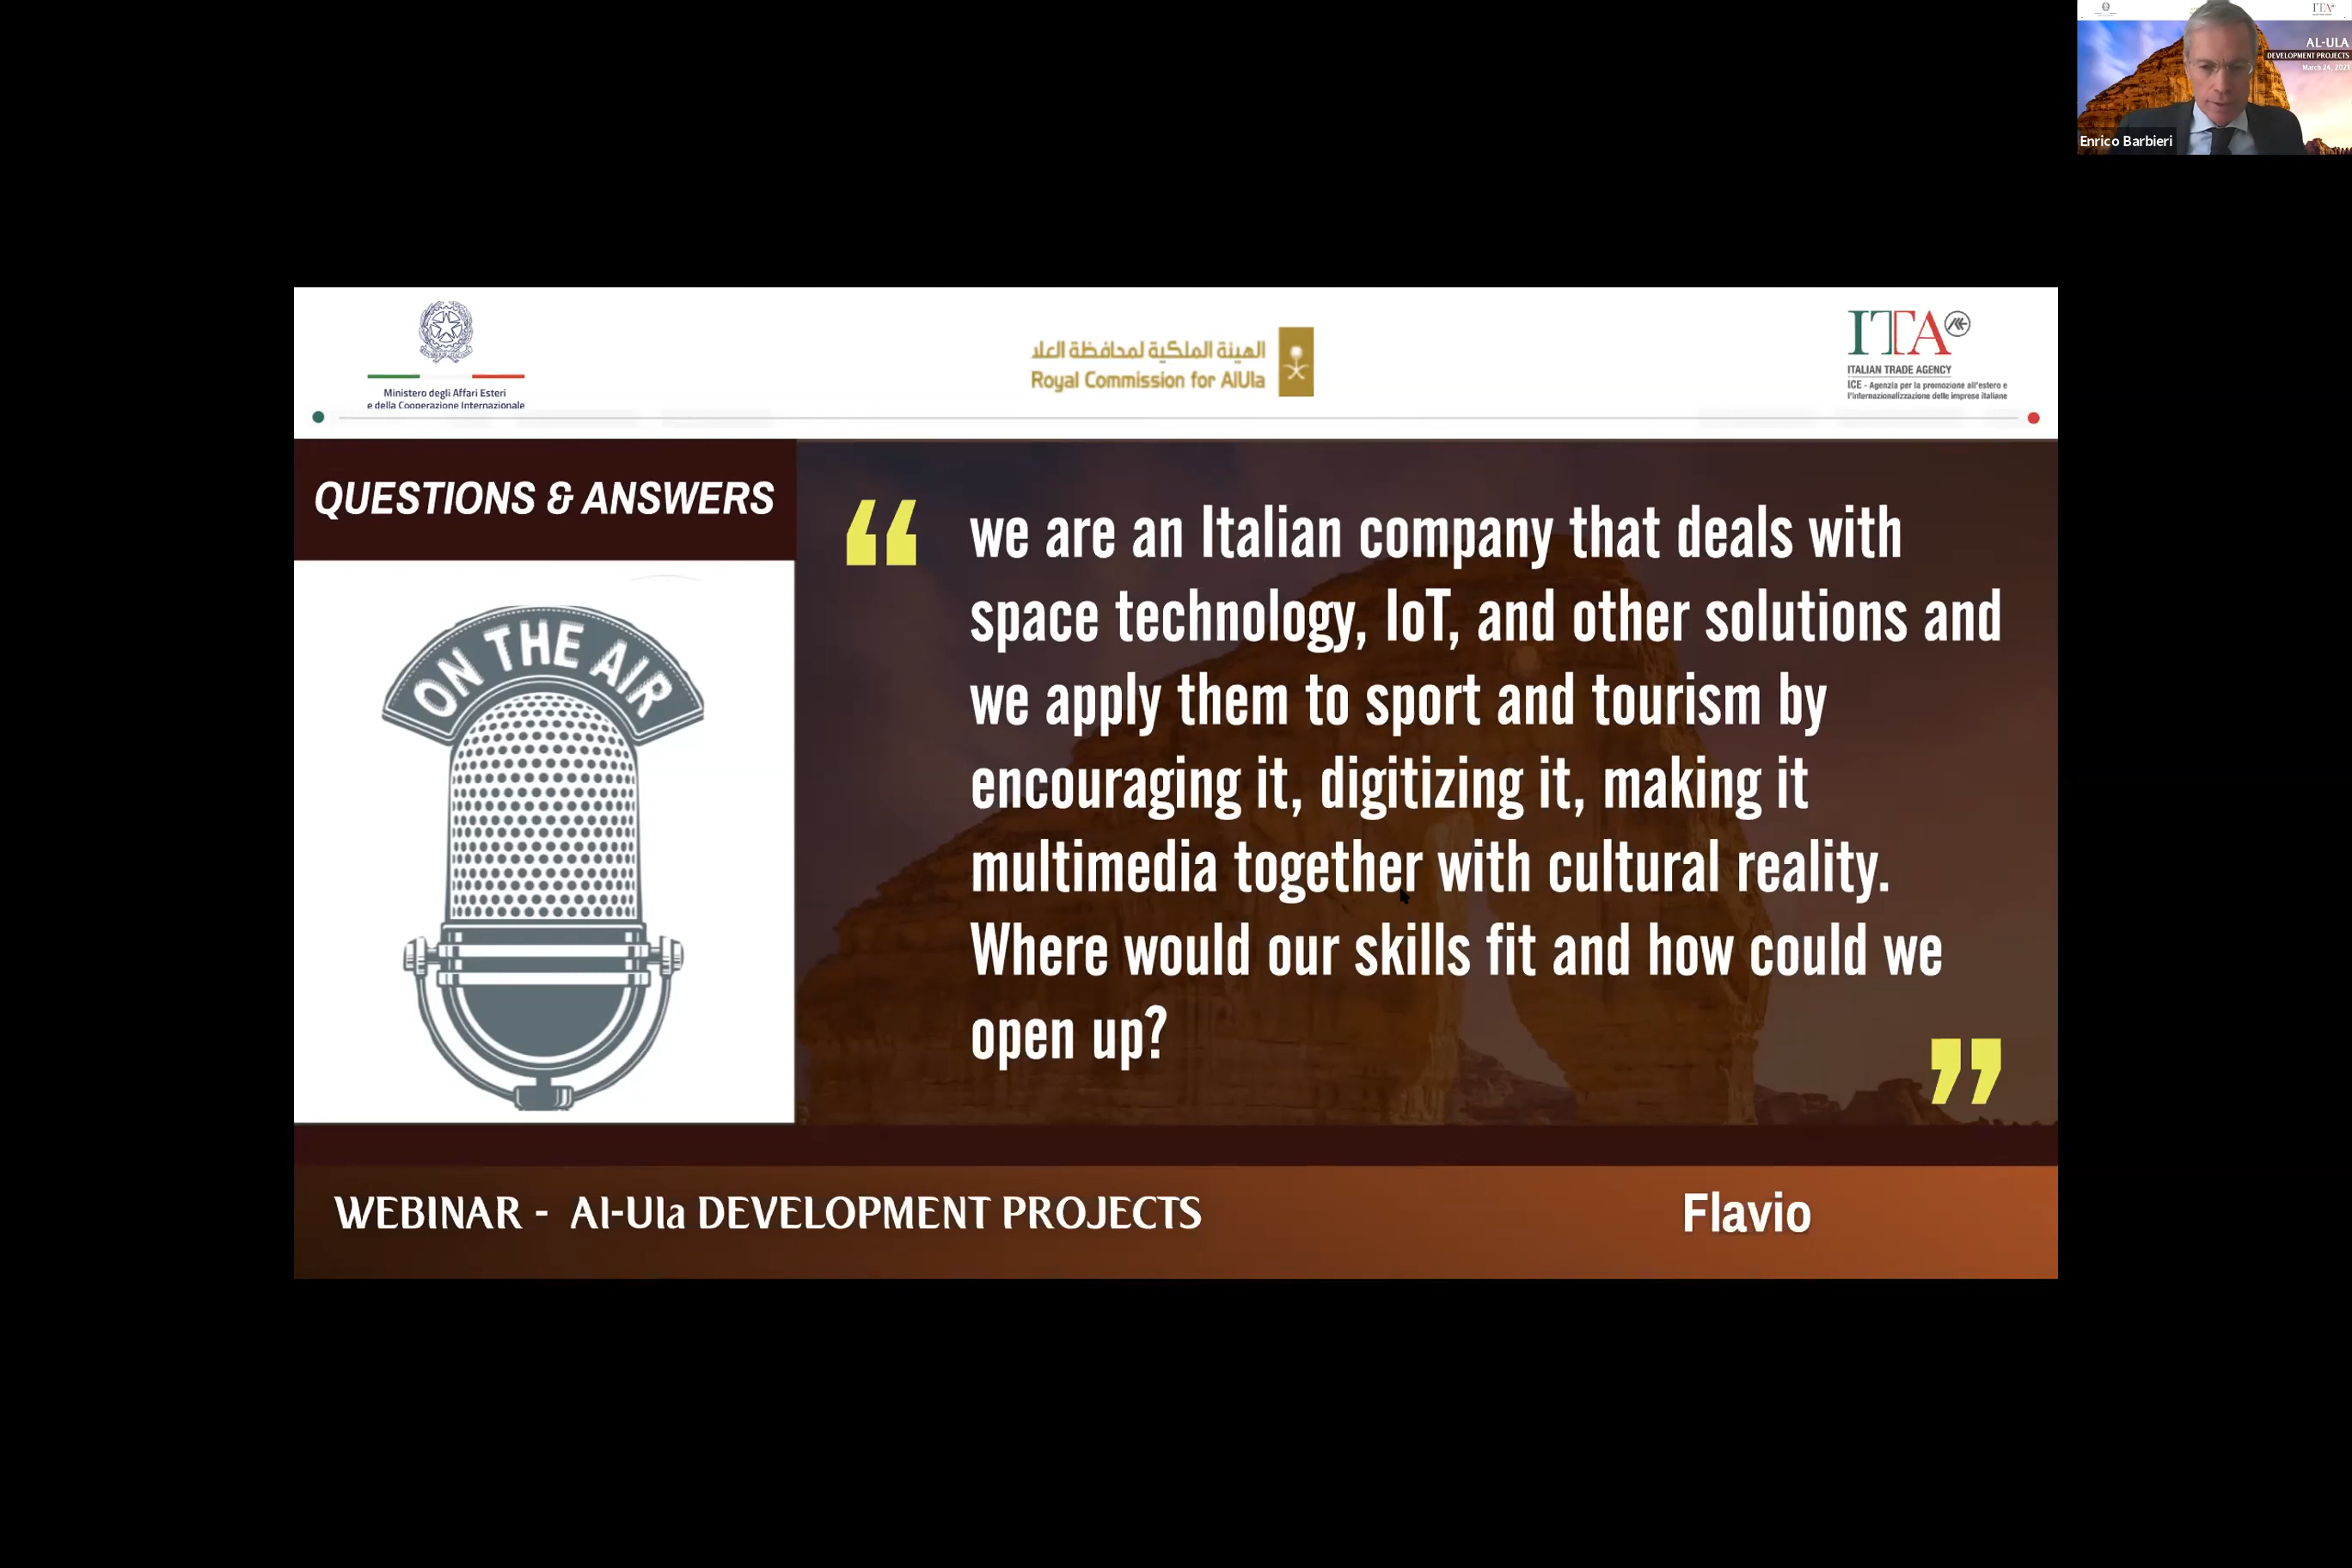 AL-ULA
DEVELOPMENT PROJECTS
March 24, 2021
Enrico Barbieri
Ministero degli Affari Esteri
e della Cooperazione Internazionale
الهيئة الملكية لمحافظة العلا
Royal Commission for AlUla
ITA
ITALIAN TRADE AGENCY
ICE - Agenzia per la promozione all'estero e
l'internazionalizzazione delle imprese italiane
QUESTIONS & ANSWERS
ON THE AIR
“ we are an Italian company that deals with
space technology, IoT, and other solutions and
we apply them to sport and tourism by
encouraging it, digitizing it, making it
multimedia together with cultural reality.
Where would our skills fit and how could we
open up? ”
WEBINAR - Al-Ula DEVELOPMENT PROJECTS
Flavio